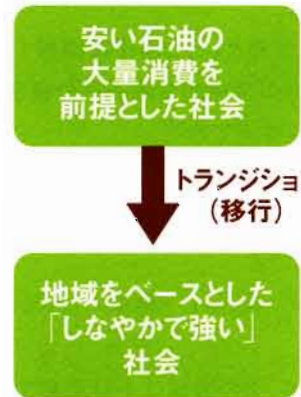 安い石油の
大量消費を
前提とした社会
トランジショ
(移行)
地域をベースとした
「しなやかで強い」
社会